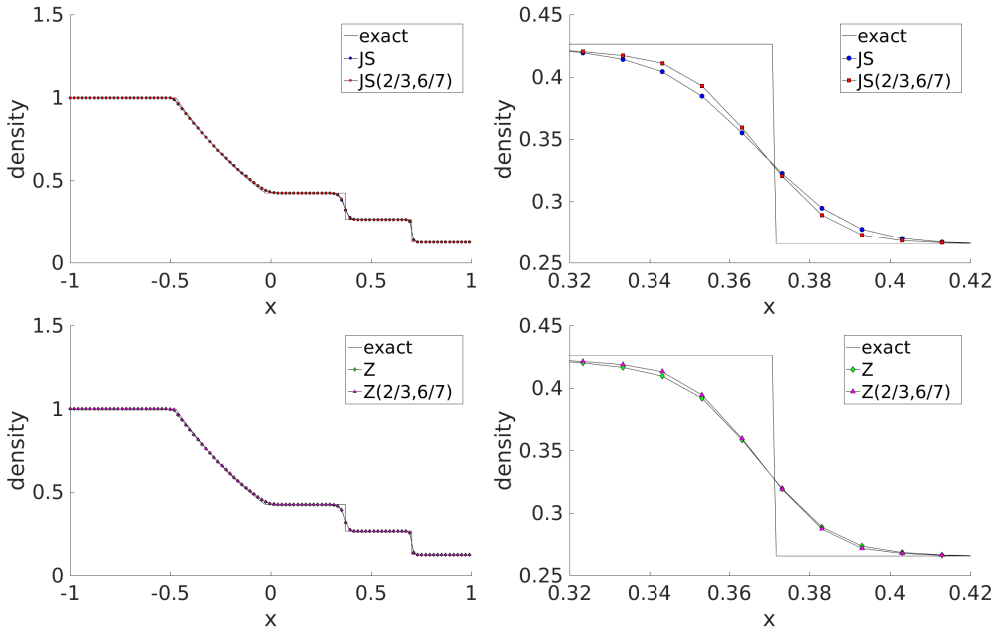 1.5
1
0.5
0
density
-1 -0.5 0 0.5 1
x
exact
JS
JS(2/3,6/7)
0.45
0.4
0.35
0.3
0.25
density
0.32 0.34 0.36 0.38 0.4 0.42
x
exact
JS
JS(2/3,6/7)
1.5
1
0.5
0
density
-1 -0.5 0 0.5 1
x
exact
Z
Z(2/3,6/7)
0.45
0.4
0.35
0.3
0.25
density
0.32 0.34 0.36 0.38 0.4 0.42
x
exact
Z
Z(2/3,6/7)